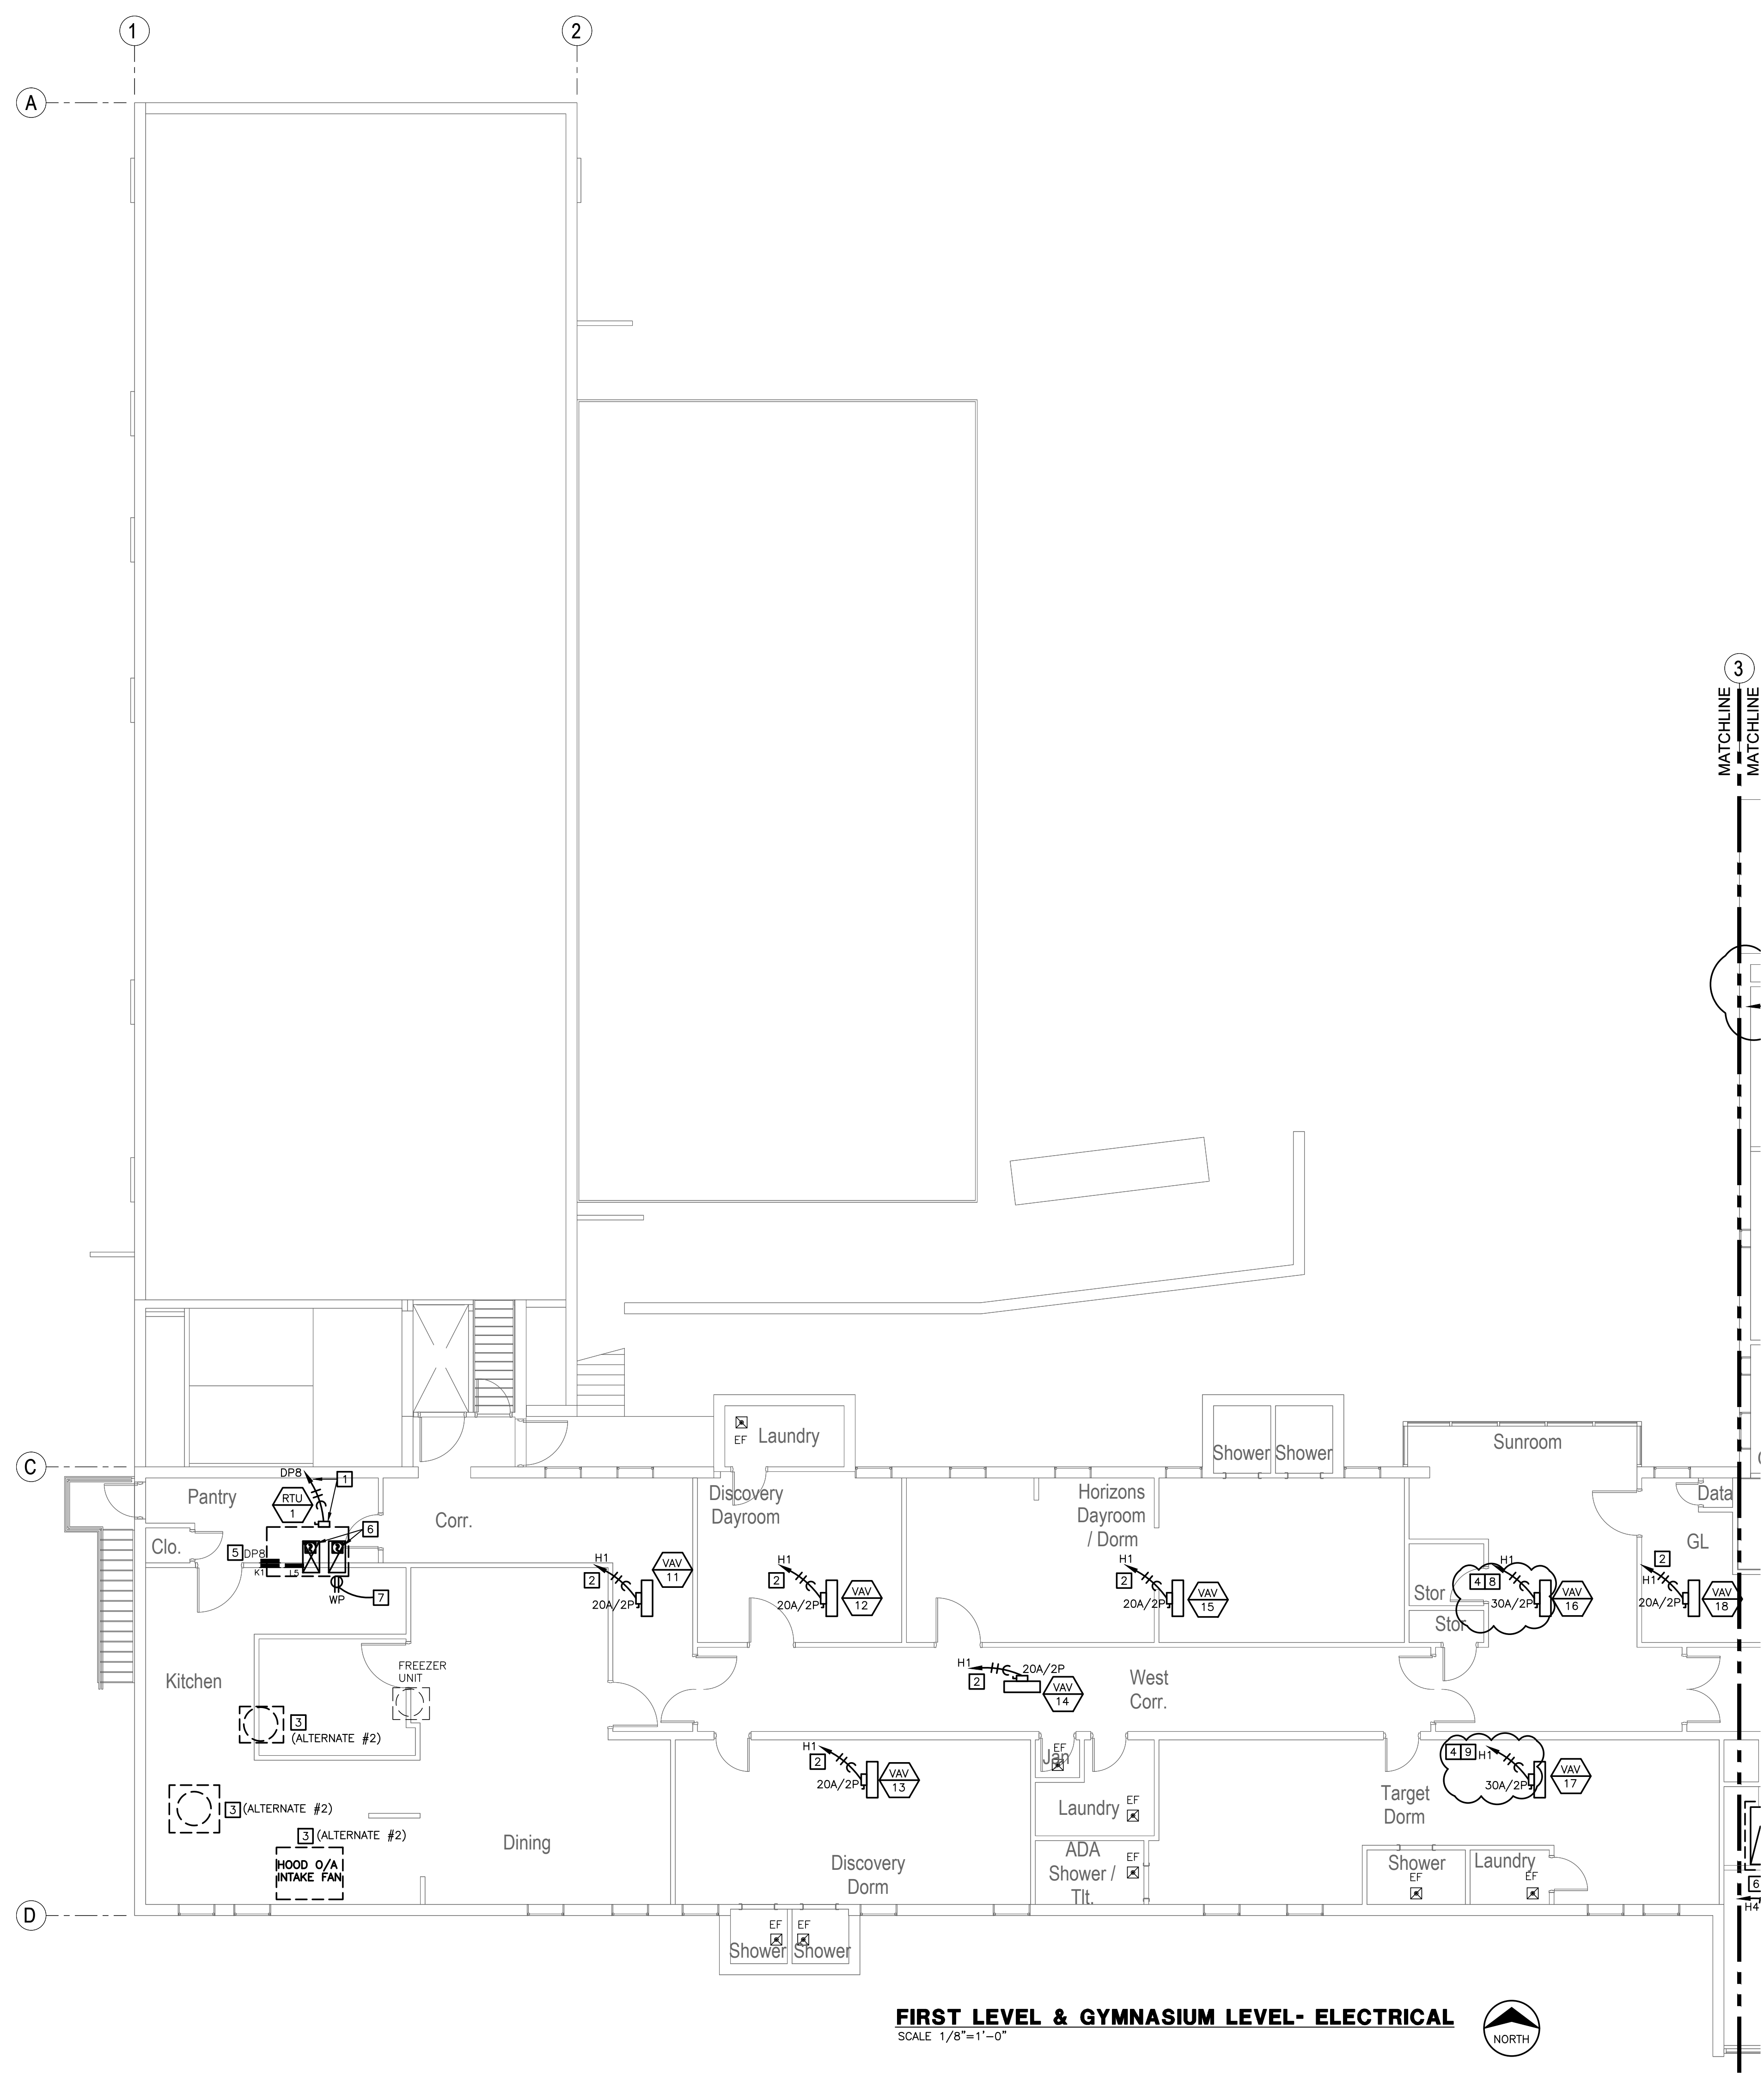 1
2
A
3
MATCHLINE
MATCHLINE
C
Laundry
EF
Sunroom
Shower
Shower
DP8
1
Pantry
RTU
1
Corr.
Discovery
Dayroom
Horizons
Dayroom
/ Dorm
Data
6
Clo.
5
DP8
K1
L5
WP
7
GL
H1
2
20A/2P
VAV
11
H1
2
20A/2P
VAV
12
H1
2
20A/2P
VAV
15
Stor
Stor
H1
4
8
30A/2P
VAV
16
2
H1
20A/2P
VAV
18
Kitchen
FREEZER
UNIT
H1
2
20A/2P
VAV
14
West
Corr.
3
(ALTERNATE #2)
H1
2
20A/2P
VAV
13
EF
Jan
4
9
H1
30A/2P
VAV
17
3
(ALTERNATE #2)
Target
Dorm
Laundry
EF
3
(ALTERNATE #2)
Dining
HOOD O/A
INTAKE FAN
Discovery
Dorm
ADA
Shower /
Tlt.
EF
Shower
EF
Laundry
EF
6
H4
D
EF
EF
Shower
Shower
FIRST LEVEL & GYMNASIUM LEVEL- ELECTRICAL
SCALE 1/8"=1'-0"
NORTH